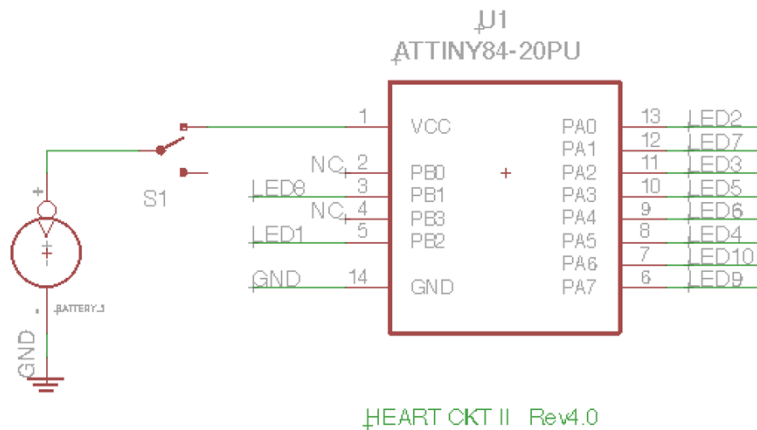 U1
ATTINY84-20PU
1 VCC PA0 13 LED2
PA1 12 LED7
NC 2 PB0 PA2 11 LED3
LED8 3 PB1 PA3 10 LED5
NC 4 PB3 PA4 9 LED6
LED1 5 PB2 PA5 8 LED4
PA6 7 LED10
GND 14 GND PA7 6 LED9
S1
+
-
GND
HEART CKT II Rev4.0